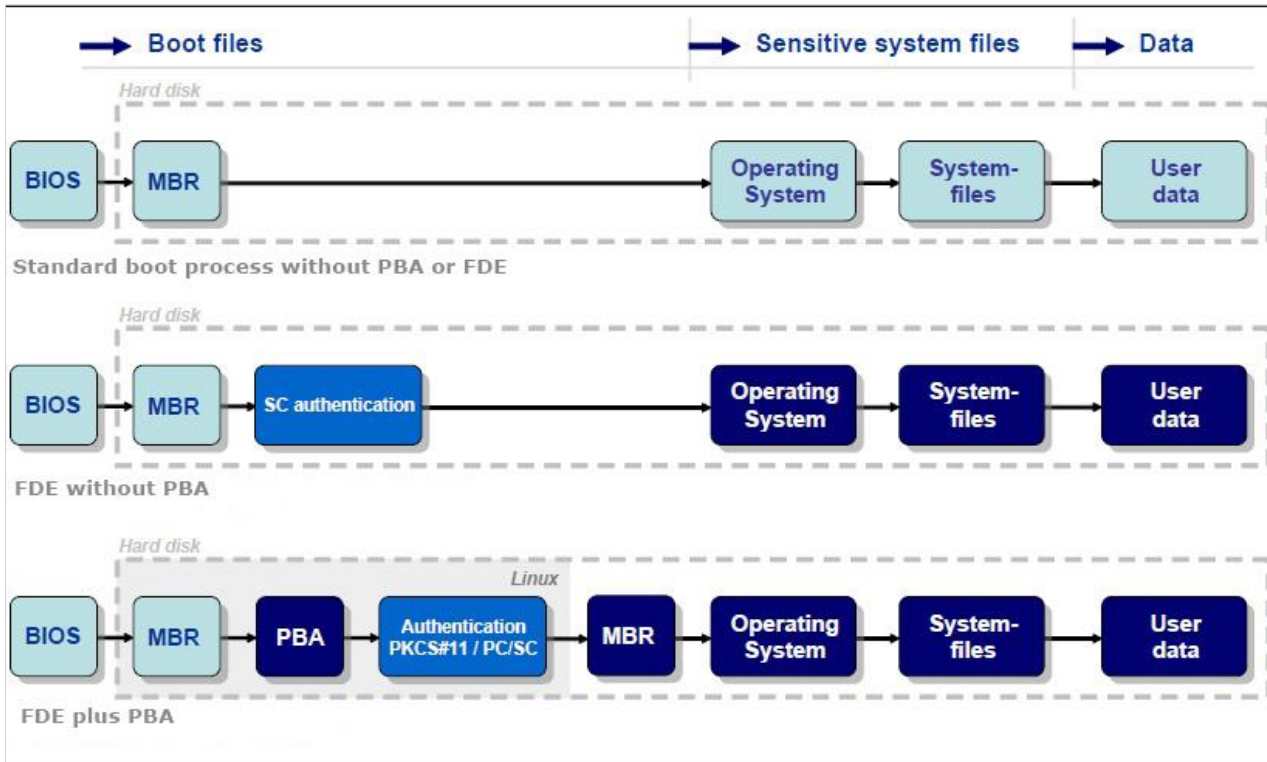 Boot files
Sensitive system files
Data
Hard disk
BIOS
MBR
Operating
System
System-
files
User
data
Standard boot process without PBA or FDE
Hard disk
BIOS
MBR
SC authentication
Operating
System
System-
files
User
data
FDE without PBA
Hard disk
Linux
BIOS
MBR
PBA
Authentication
PKCS#11 / PC/SC
MBR
Operating
System
System-
files
User
data
FDE plus PBA